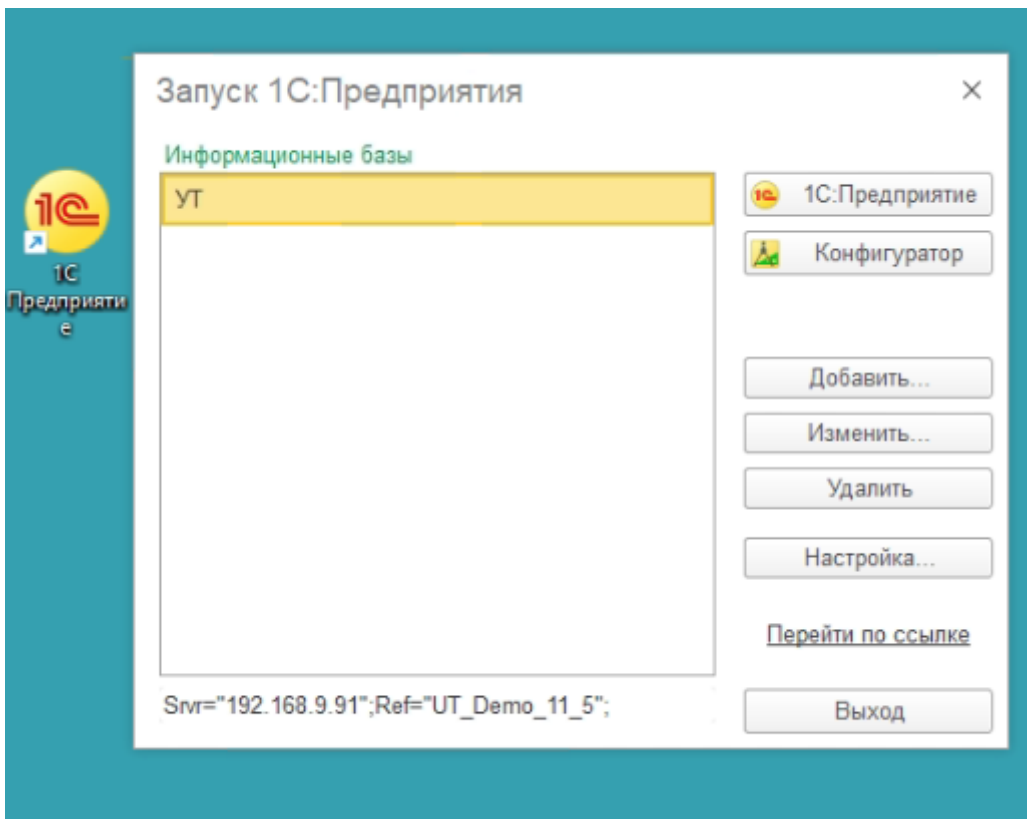 Запуск 1С:Предприятия
Информационные базы
УТ
1С:Предприятие
Конфигуратор
1С
Предприяти
е
Добавить...
Изменить...
Удалить
Настройка...
Перейти по ссылке
Srvr="192.168.9.91";Ref="UT_Demo_11_5";
Выход